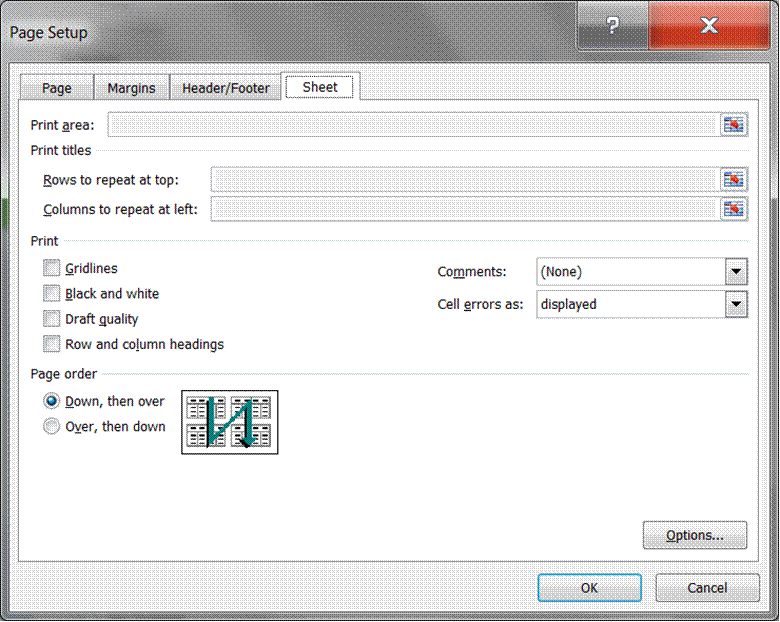 Page Setup
?
Page Margins Header/Footer Sheet
Print area:
Print titles
Rows to repeat at top:
Columns to repeat at left:
Print
Gridlines
Comments: (None)
Black and white
Cell errors as: displayed
Draft quality
Row and column headings
Page order
Down, then over
Over, then down
Options...
OK Cancel